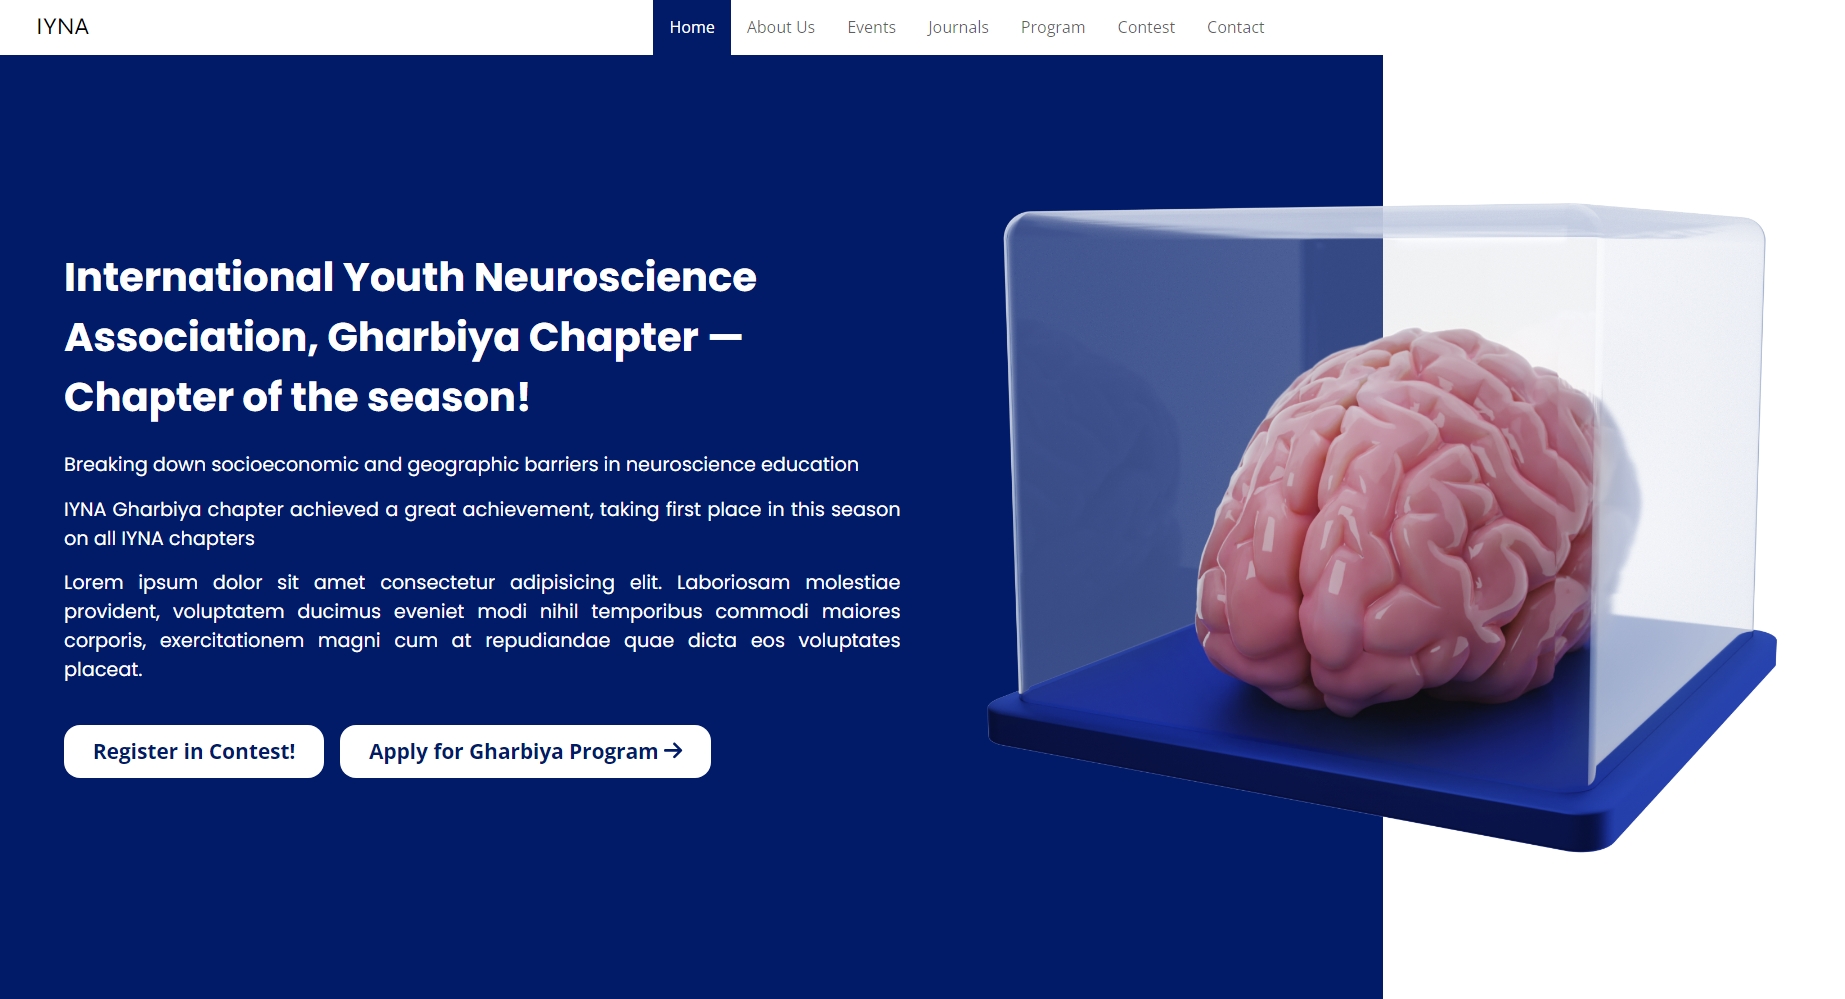 IYNA
Home About Us Events Journals Program Contest Contact
International Youth Neuroscience
Association, Gharbiya Chapter —
Chapter of the season!
Breaking down socioeconomic and geographic barriers in neuroscience education
IYNA Gharbiya chapter achieved a great achievement, taking first place in this season
on all IYNA chapters
Lorem ipsum dolor sit amet consectetur adipisicing elit. Laboriosam molestiae
provident, voluptatem ducimus eveniet modi nihil temporibus commodi maiores
corporis, exercitationem magni cum at repudiandae quae dicta eos voluptates
placeat.
Register in Contest! Apply for Gharbiya Program →